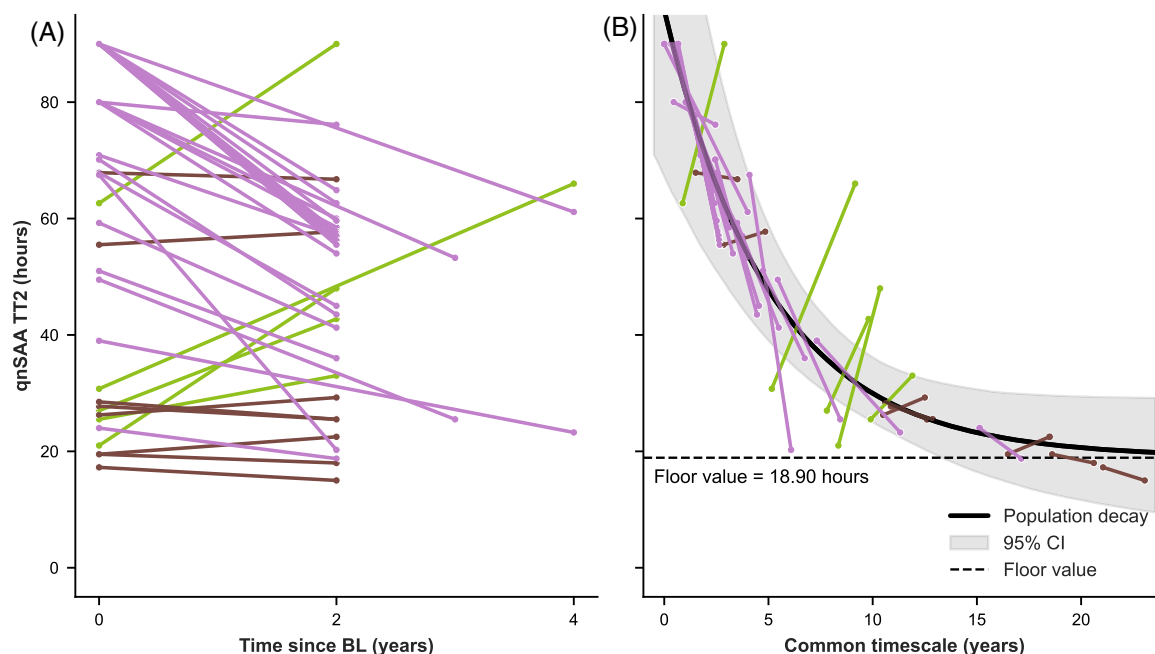 (A)
(B)
qnSAA TT2 (hours)
80
60
40
20
0
0
2
4
Time since BL (years)
Floor value = 18.90 hours
Population decay
95% CI
Floor value
0
5
10
15
20
Common timescale (years)